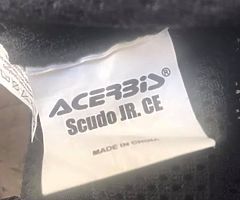 ACERBIS®
Scudo JR. CE
MADE IN CHINA